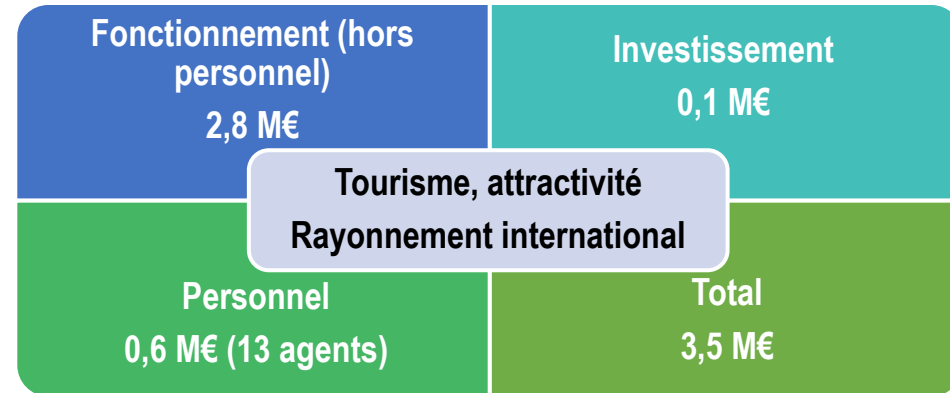 Fonctionnement (hors
personnel)
2,8 M€
Investissement
0,1 M€
Tourisme, attractivité
Rayonnement international
Personnel
0,6 M€ (13 agents)
Total
3,5 M€